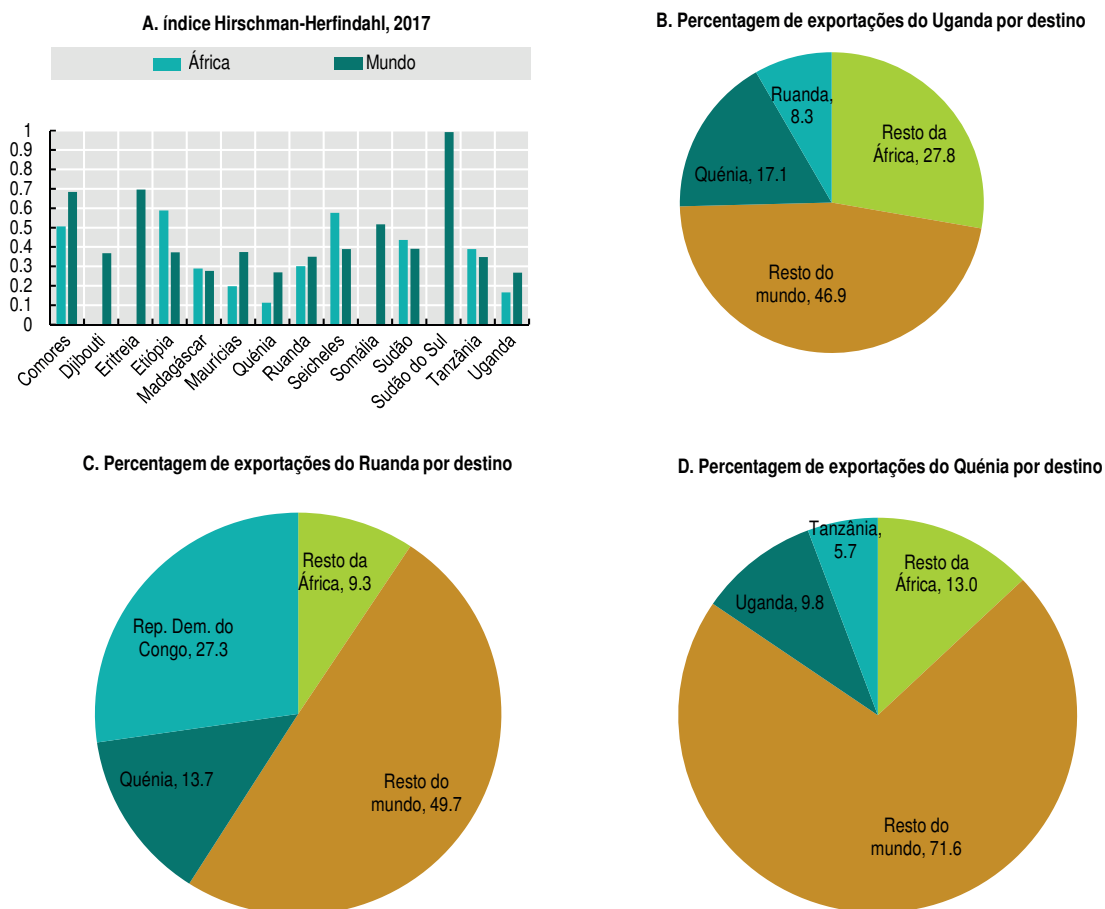 A. índice Hirschman-Herfindahl, 2017
África
Mundo
1
0.9
0.8
0.7
0.6
0.5
0.4
0.3
0.2
0.1
0
Comores
Djibouti
Eritreia
Etiópia
Madagáscar
Maurícias
Quénia
Ruanda
Seicheles
Somália
Sudão
Sudão do Sul
Tanzânia
Uganda
B. Percentagem de exportações do Uganda por destino
Ruanda,
8.3
Resto da
África, 27.8
Quénia, 17.1
Resto do
mundo, 46.9
C. Percentagem de exportações do Ruanda por destino
Resto da
África, 9.3
Rep. Dem. do
Congo, 27.3
Quénia, 13.7
Resto do
mundo, 49.7
D. Percentagem de exportações do Quénia por destino
Tanzânia,
5.7
Resto da
África, 13.0
Uganda, 9.8
Resto do
mundo, 71.6